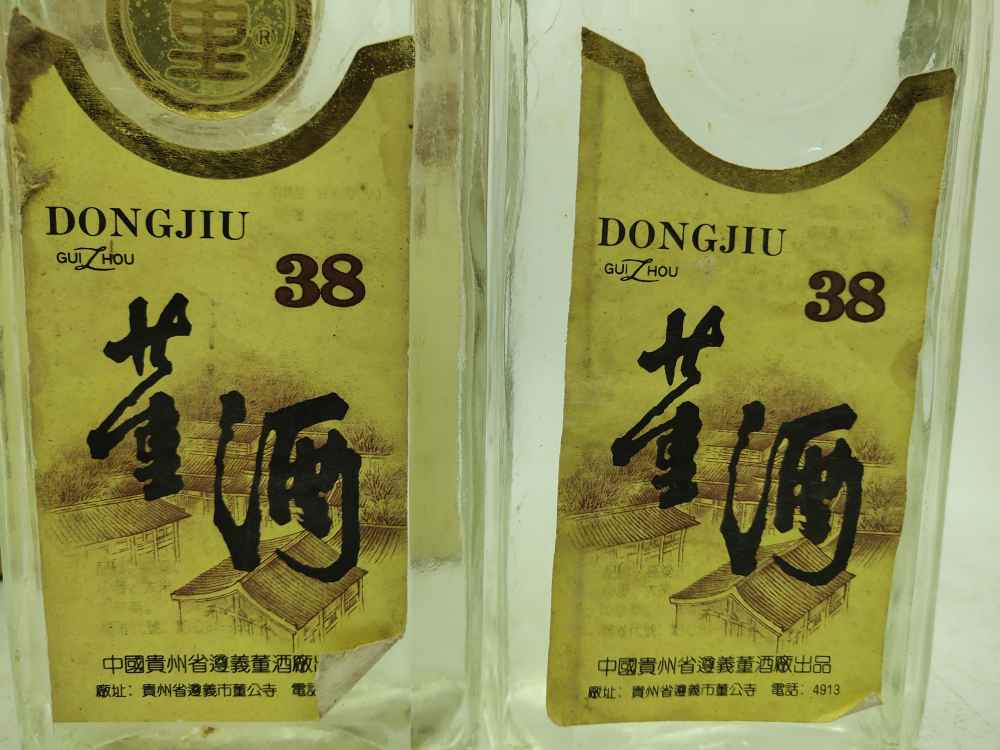 董
®
DONGJIU
GUIZHOU
38
董酒
中國貴州省遵義董酒廠
廠址：貴州省遵義市董公寺 電
DONGJIU
GUIZHOU
38
董酒
中國貴州省遵義董酒廠出品
廠址：貴州省遵義市董公寺 電話：4913